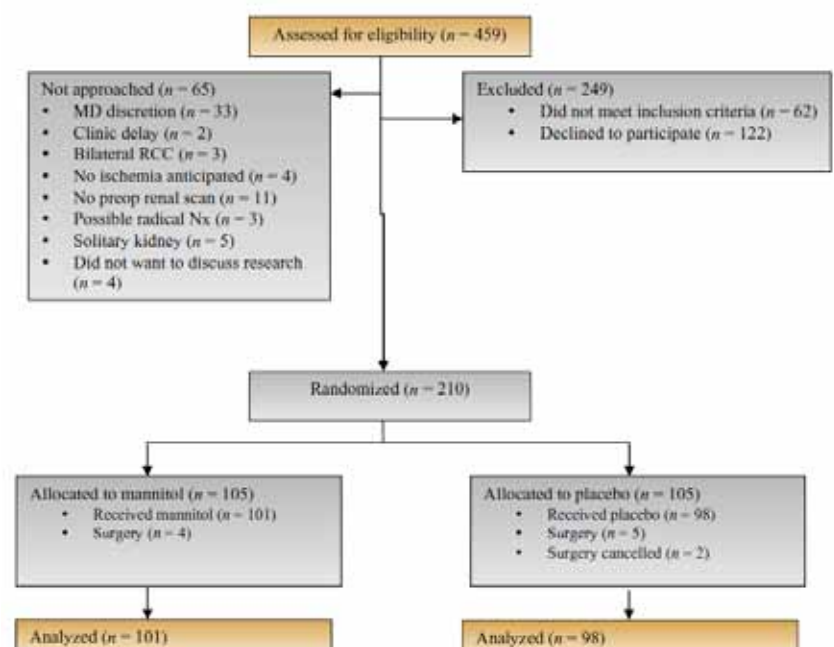 Assessed for eligibility (n = 459)
Not approached (n = 65)
• MD discretion (n = 33)
• Clinic delay (n = 2)
• Bilateral RCC (n = 3)
• No ischemia anticipated (n = 4)
• No preop renal scan (n = 11)
• Possible radical Nx (n = 3)
• Solitary kidney (n = 5)
• Did not want to discuss research
(n = 4)
Excluded (n = 249)
• Did not meet inclusion criteria (n = 62)
• Declined to participate (n = 122)
Randomized (n = 210)
Allocated to mannitol (n = 105)
• Received mannitol (n = 101)
• Surgery (n = 4)
Allocated to placebo (n = 105)
• Received placebo (n = 98)
• Surgery (n = 5)
• Surgery cancelled (n = 2)
Analyzed (n = 101)
Analyzed (n = 98)